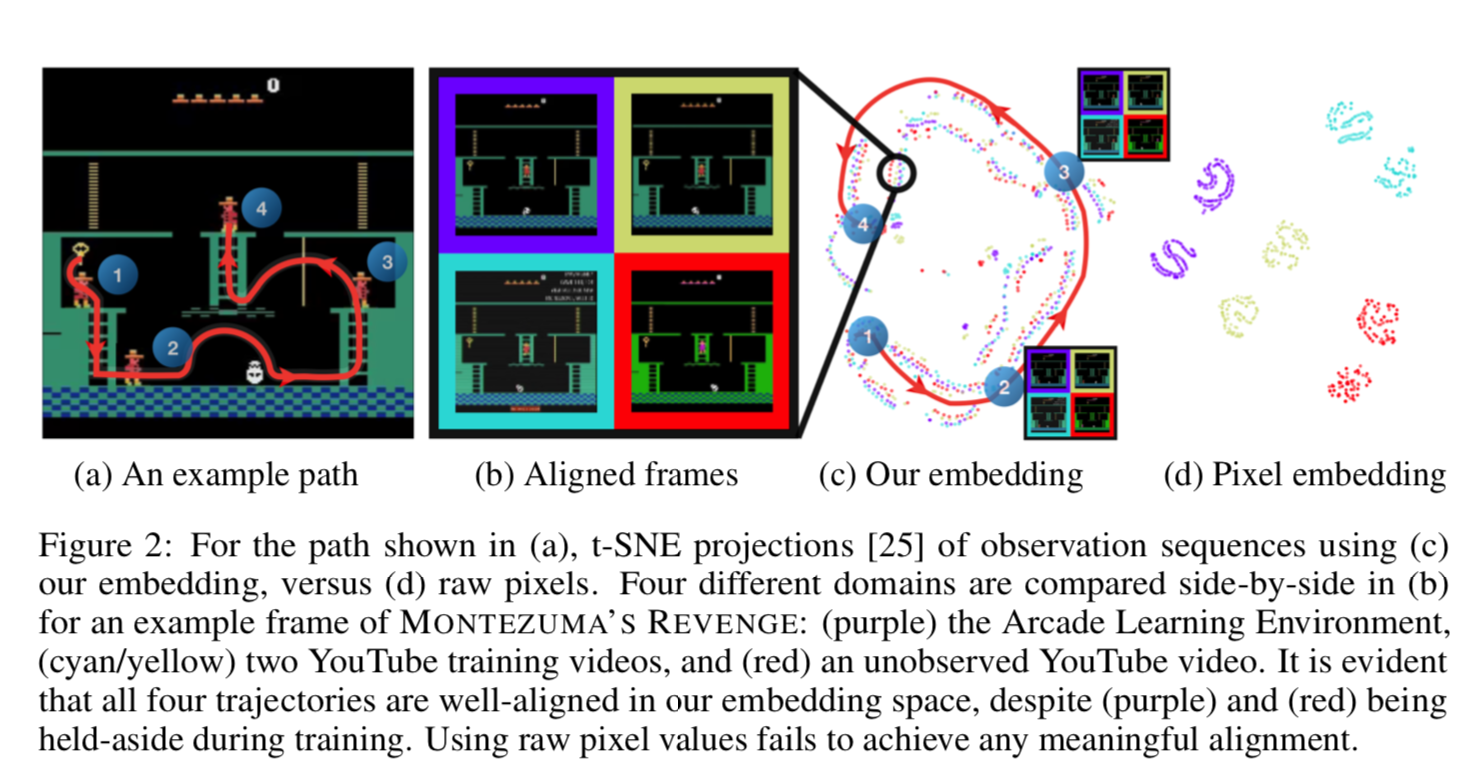 0
1
2
3
4
1
2
3
4
(a) An example path
(b) Aligned frames
(c) Our embedding
(d) Pixel embedding
Figure 2: For the path shown in (a), t-SNE projections [25] of observation sequences using (c)
our embedding, versus (d) raw pixels. Four different domains are compared side-by-side in (b)
for an example frame of MONTEZUMA'S REVENGE: (purple) the Arcade Learning Environment,
(cyan/yellow) two YouTube training videos, and (red) an unobserved YouTube video. It is evident
that all four trajectories are well-aligned in our embedding space, despite (purple) and (red) being
held-aside during training. Using raw pixel values fails to achieve any meaningful alignment.